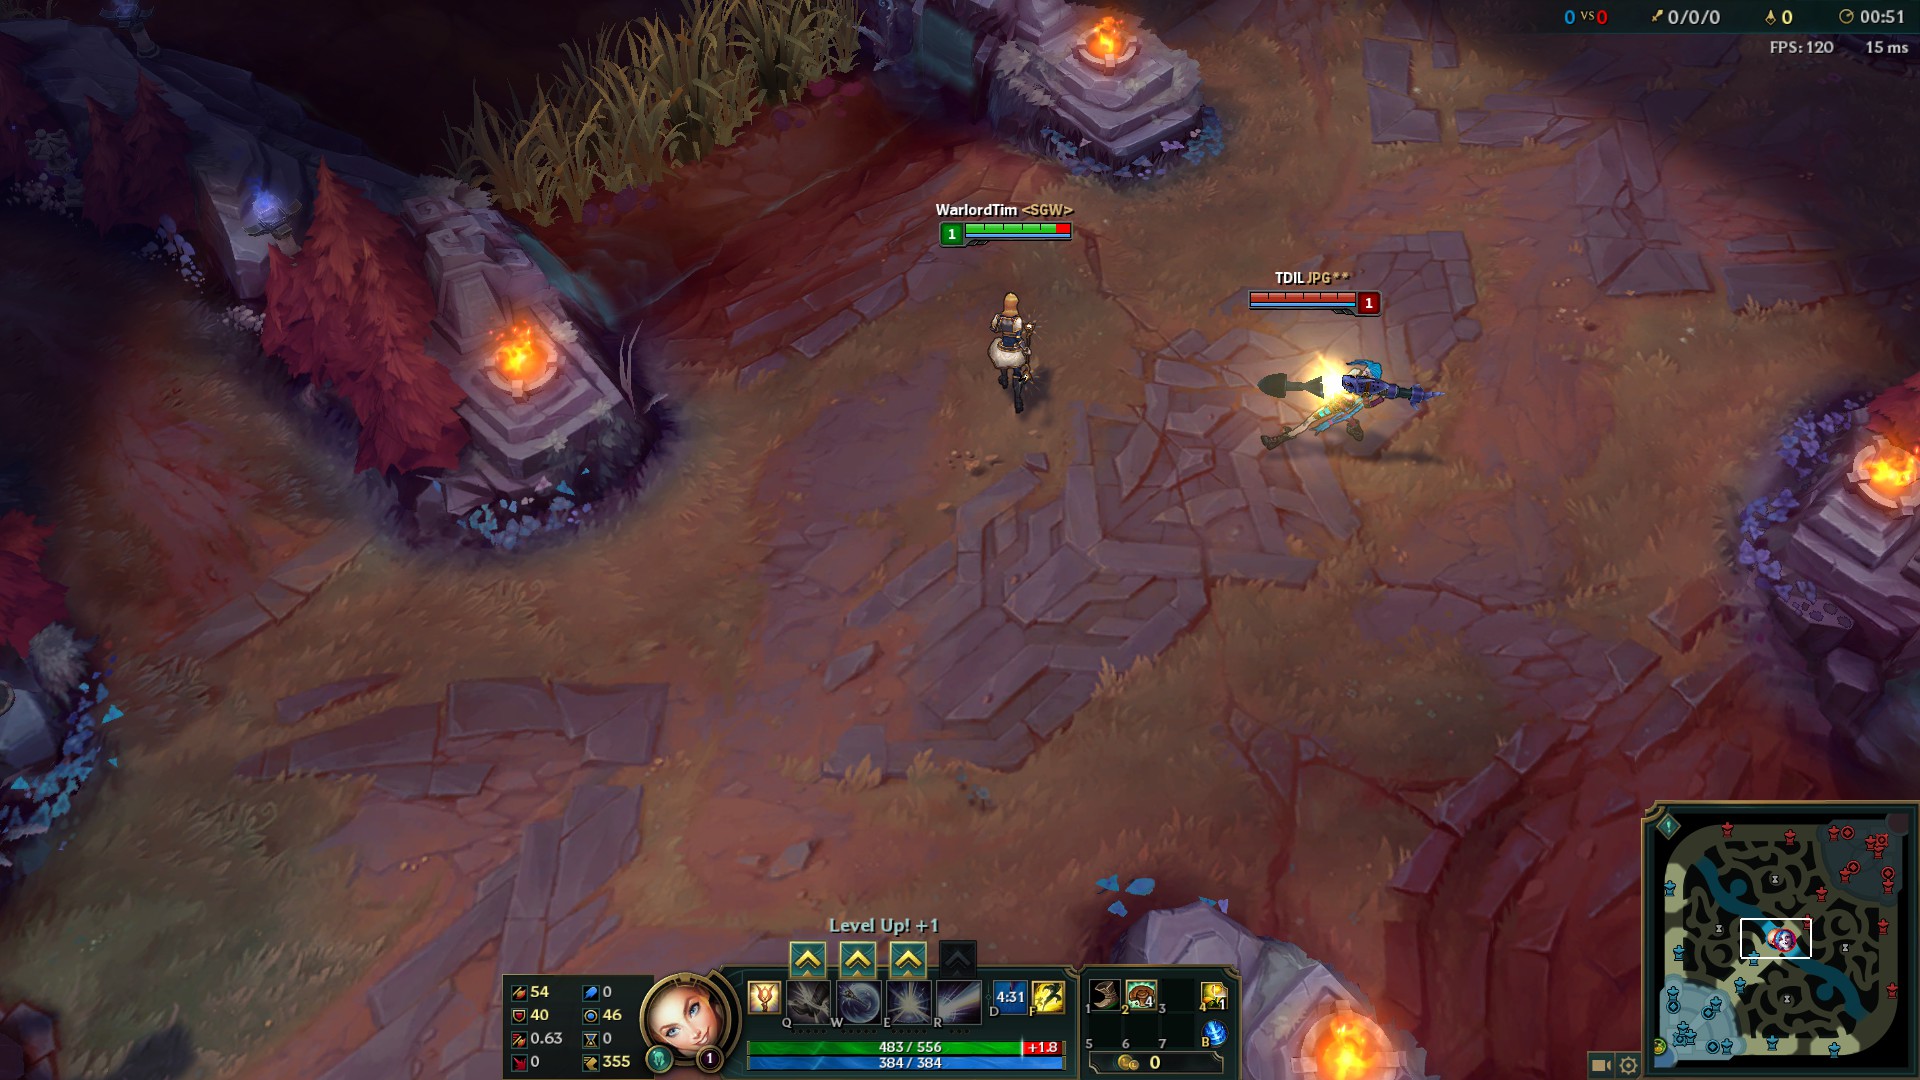 0 vs 0 0/0/0 0 00:51
FPS: 120 15 ms
WarlordTim <SGW>
1
TDIL JPG**
1
Level Up! +1
54 0
40 46
0.63 0
0 355
1
Q W E R
4:31
D F
483 / 556 +1.8
384 / 384
1 2 4 3 4 1
5 6 7 B
0